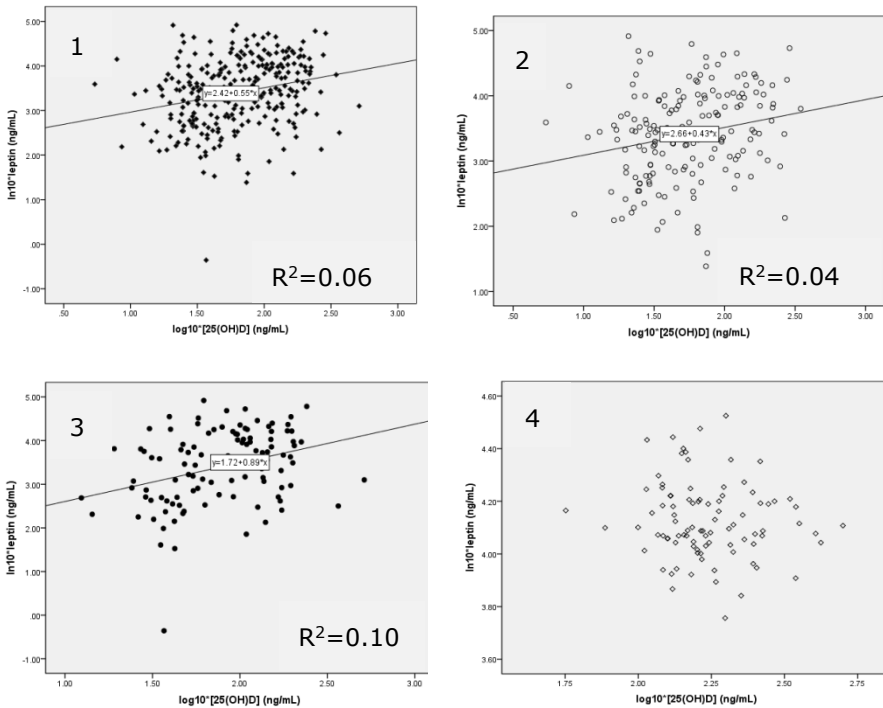 1
5.00
4.00
3.00
2.00
1.00
.00
-1.00
ln10*leptin (ng/mL)
y=2.42+0.55*x
R²=0.06
.50 1.00 1.50 2.00 2.50 3.00
log10*[25(OH)D] (ng/mL)
2
5.00
4.00
3.00
2.00
1.00
ln10*leptin (ng/mL)
y=2.66+0.43*x
R²=0.04
.50 1.00 1.50 2.00 2.50 3.00
log10*[25(OH)D] (ng/mL)
3
5.00
4.00
3.00
2.00
1.00
.00
-1.00
ln10*leptin (ng/mL)
y=1.72+0.89*x
R²=0.10
1.00 1.50 2.00 2.50 3.00
log10*[25(OH)D] (ng/mL)
4
4.60
4.40
4.20
4.00
3.80
3.60
ln10*leptin (ng/mL)
1.75 2.00 2.25 2.50 2.75
log10*[25(OH)D] (ng/mL)